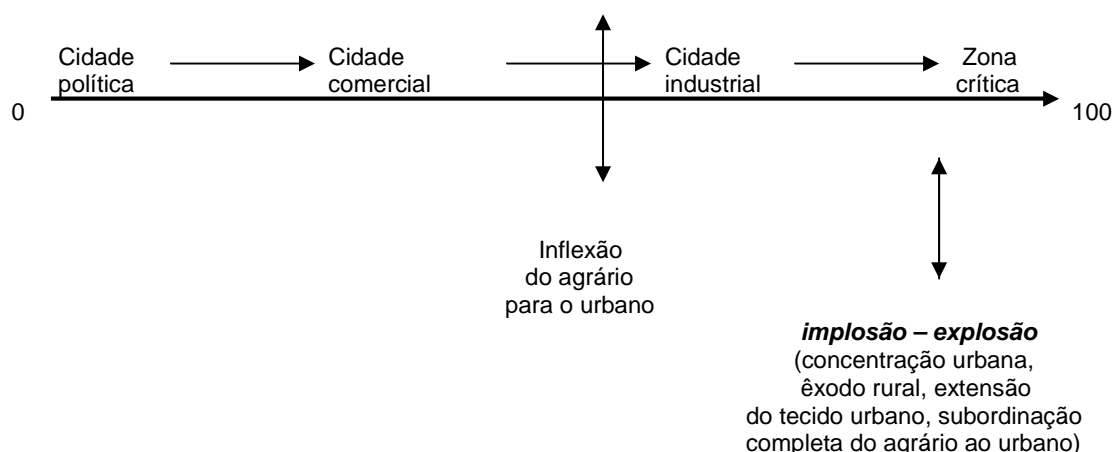 Cidade
política
Cidade
comercial
Cidade
industrial
Zona
crítica
0
100
Inflexão
do agrário
para o urbano
implosão – explosão
(concentração urbana,
êxodo rural, extensão
do tecido urbano, subordinação
completa do agrário ao urbano)